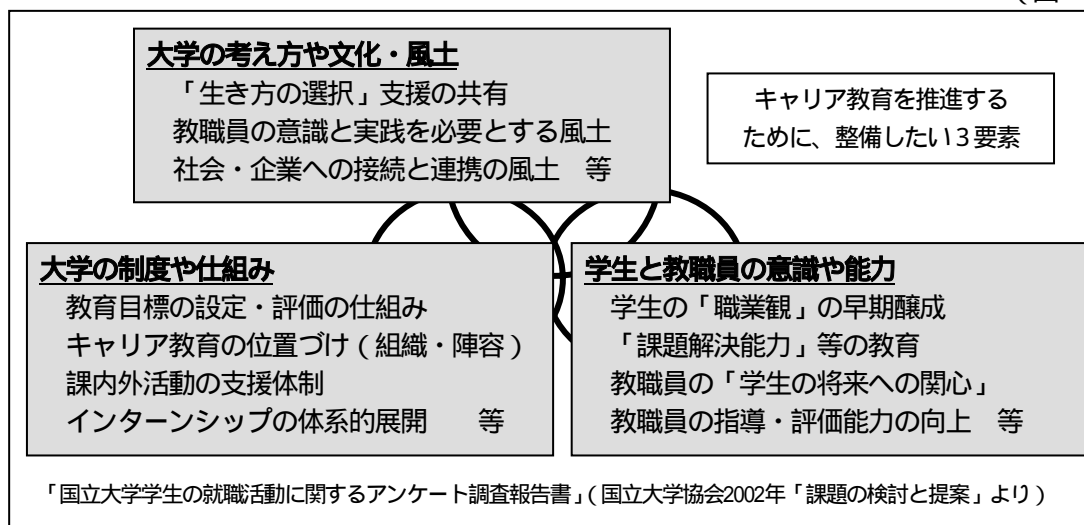 (図
大学の考え方や文化・風土
「生き方の選択」支援の共有
教職員の意識と実践を必要とする風土
社会・企業への接続と連携の風土 等
キャリア教育を推進する
ために、整備したい3要素
大学の制度や仕組み
教育目標の設定・評価の仕組み
キャリア教育の位置づけ(組織・陣容)
課内外活動の支援体制
インターンシップの体系的展開 等
学生と教職員の意識や能力
学生の「職業観」の早期醸成
「課題解決能力」等の教育
教職員の「学生の将来への関心」
教職員の指導・評価能力の向上 等
「国立大学学生の就職活動に関するアンケート調査報告書」(国立大学協会2002年「課題の検討と提案」より)